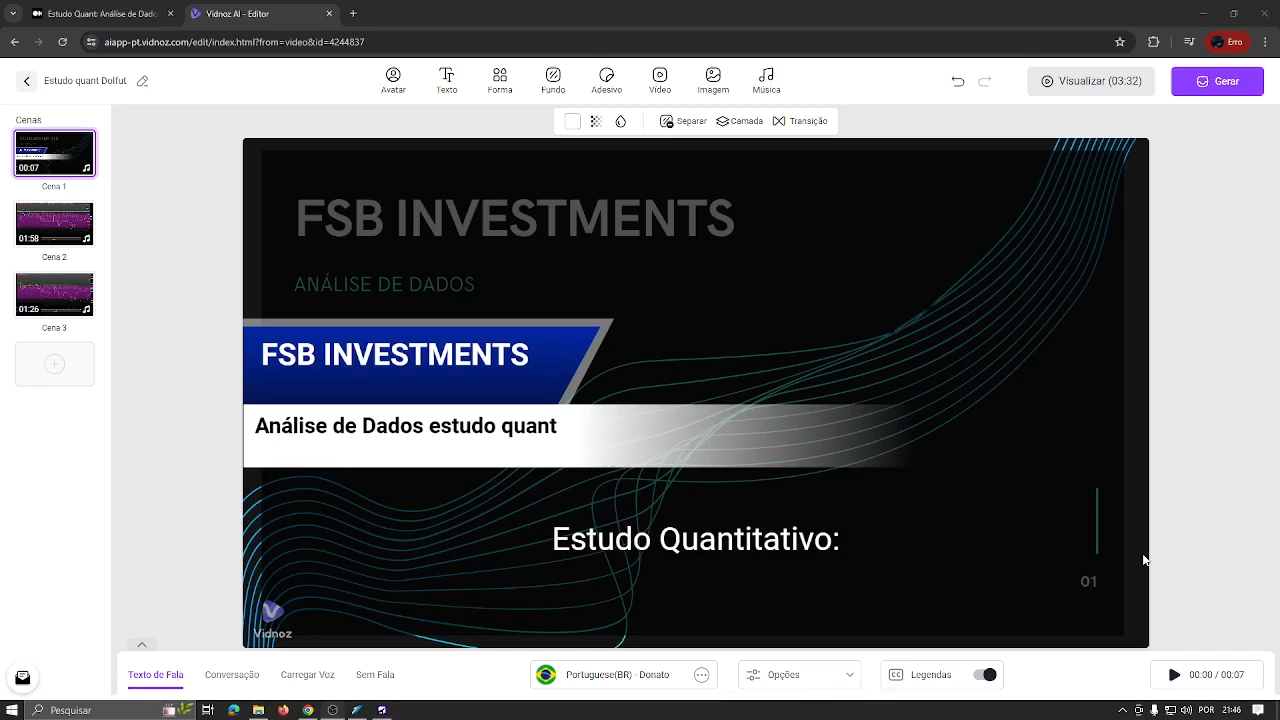 Estudo Quant Análise de Dado
Vidnoz AI - Editor
aiapp-pt.vidnoz.com/edit/index.html?from=video&id=4244837
Erro
Estudo quant Dolfut
Avatar
Texto
Forma
Fundo
Adesivo
Vídeo
Imagem
Música
Visualizar (03:32)
Gerar
Cenas
Separar
Camada
Transição
00:07
Cena 1
01:58
Cena 2
01:26
Cena 3
FSB INVESTMENTS
ANÁLISE DE DADOS
FSB INVESTMENTS
Análise de Dados estudo quant
Estudo Quantitativo:
01
Vidnoz
Texto de Fala
Conversação
Carregar Voz
Sem Fala
Portuguese(BR) - Donato
Opções
CC
Legendas
00:00 / 00:07
Pesquisar
POR
21:46